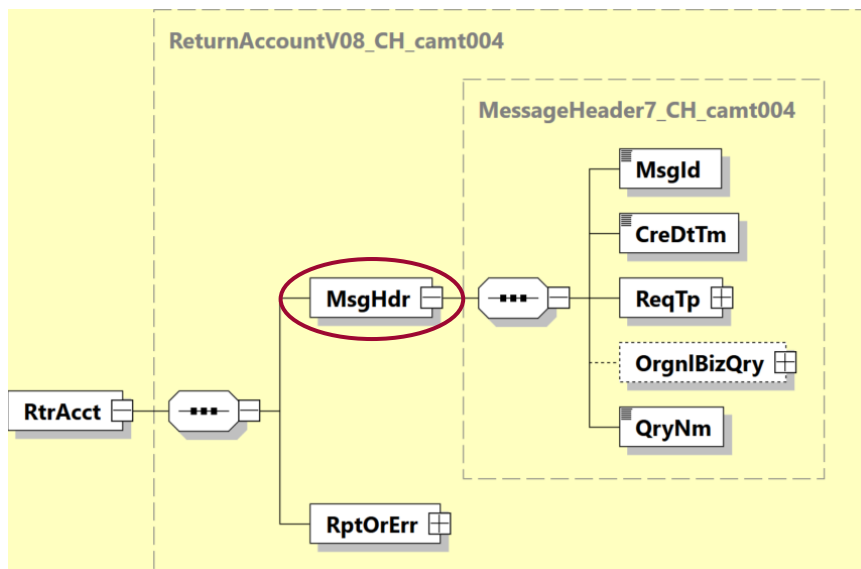 ReturnAccountV08_CH_camt004
MessageHeader7_CH_camt004
MsgId
CreDtTm
MsgHdr
ReqTp
OrgnlBizQry
RtrAcct
QryNm
RptOrErr